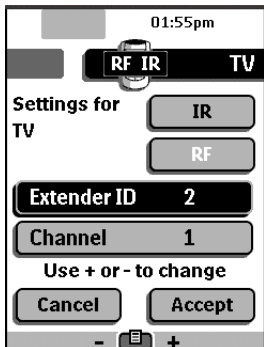 01:55pm
RF IR TV
Settings for
TV
IR
RF
Extender ID 2
Channel 1
Use + or - to change
Cancel Accept
- +